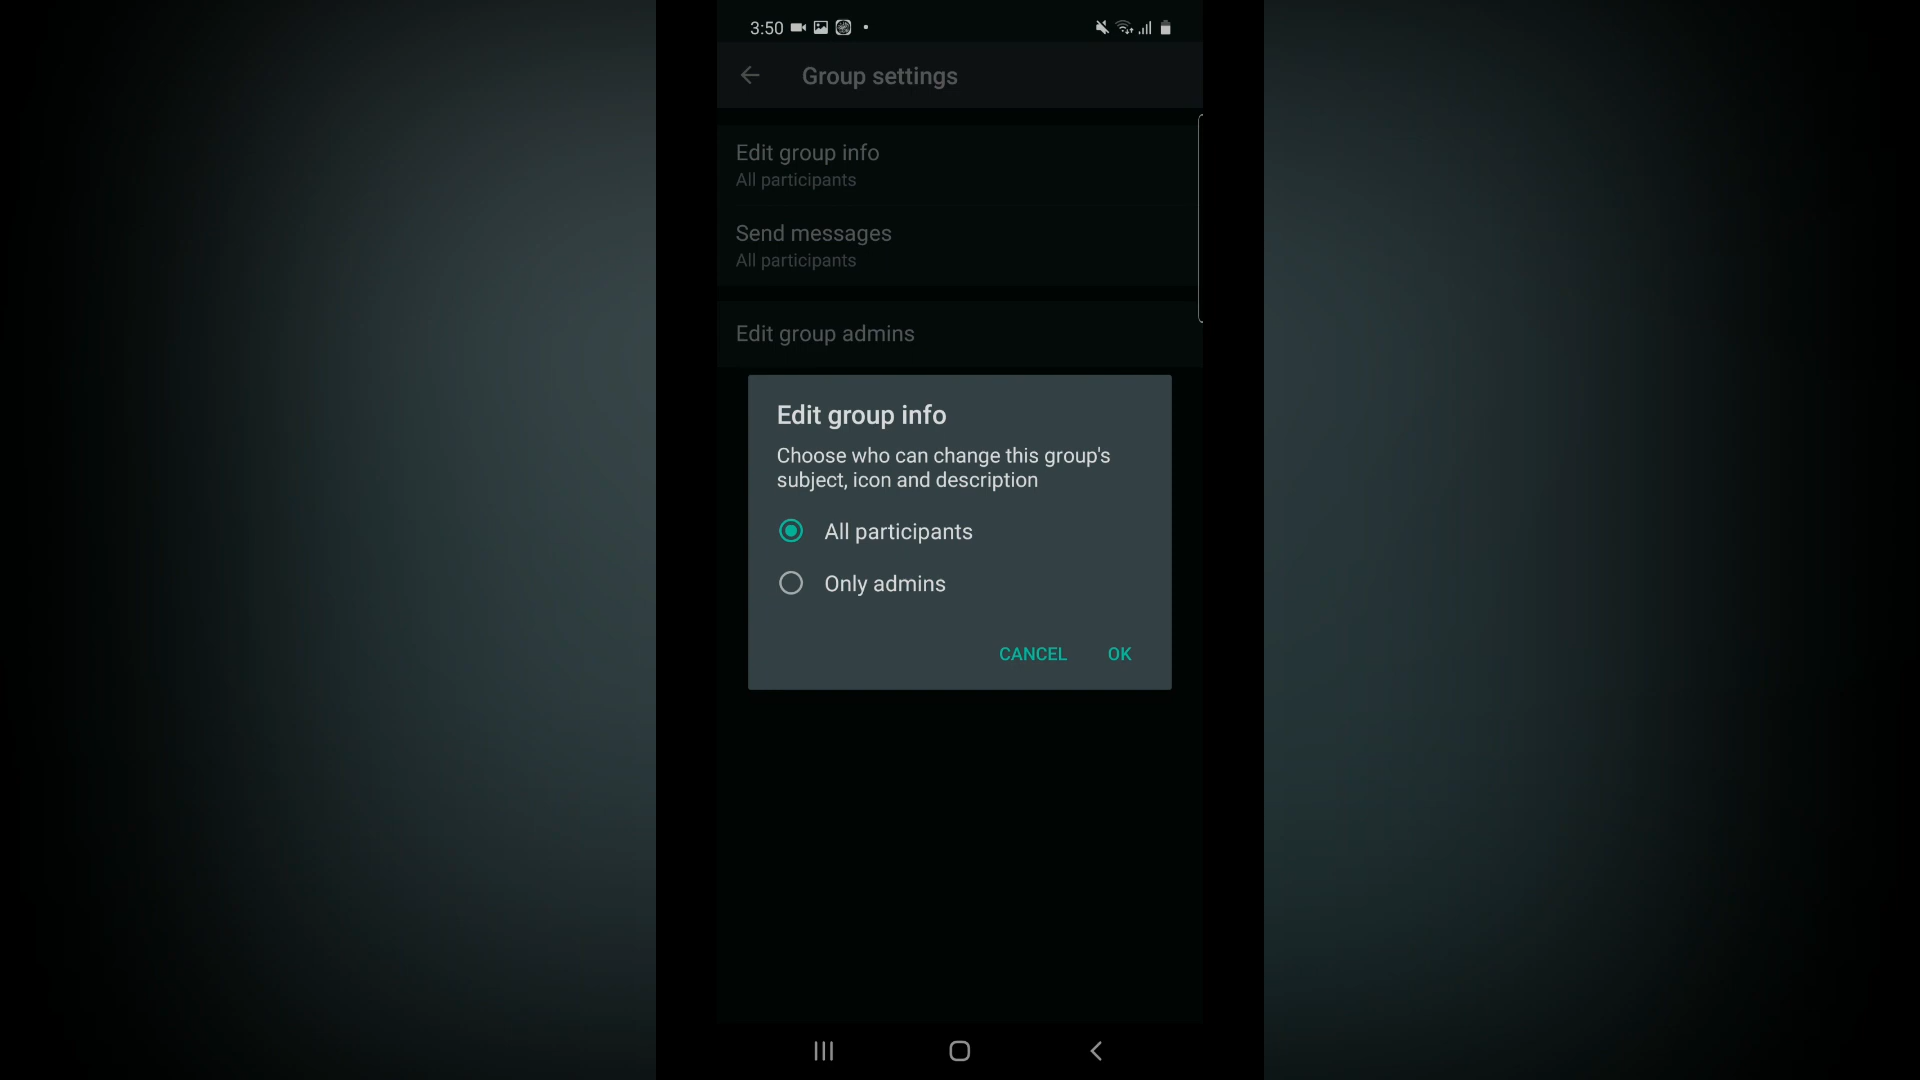 3:50
Group settings
Edit group info
All participants
Send messages
All participants
Edit group admins
Edit group info
Choose who can change this group's
subject, icon and description
All participants
Only admins
CANCEL OK